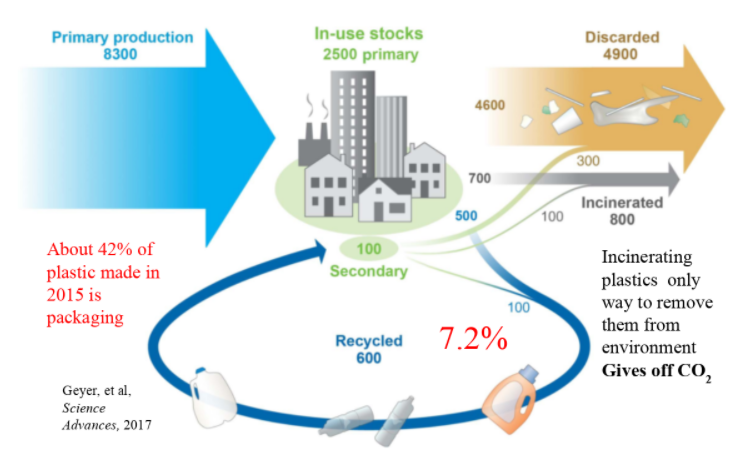 Primary production
8300
In-use stocks
2500 primary
Discarded
4900
4600
300
700
Incinerated
800
500
100
100
Secondary
100
About 42% of
plastic made in
2015 is
packaging
Recycled
600
7.2%
Incinerating
plastics only
way to remove
them from
environment
Gives off CO₂
Geyer, et al,
Science
Advances, 2017